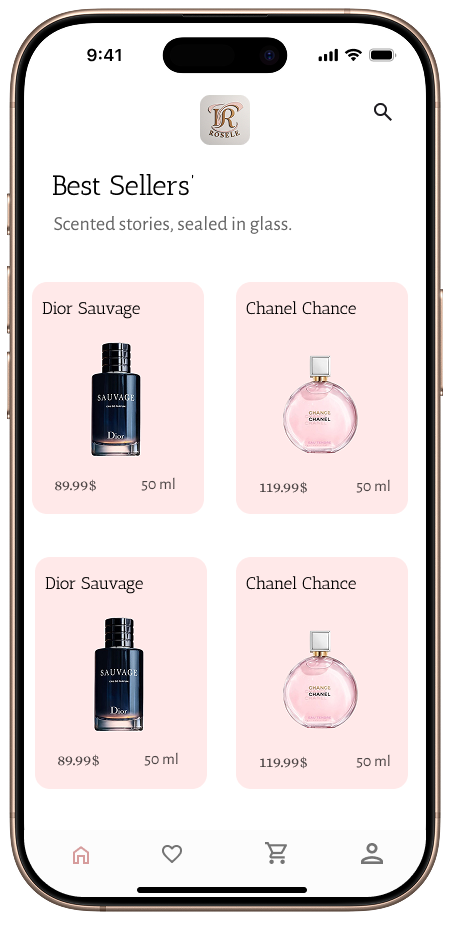 9:41
DR
ROSELE
Best Sellers'
Scented stories, sealed in glass.
Dior Sauvage
Chanel Chance
SAUVAGE
Dior
CHANCE
CHANEL
89.99$
50 ml
119.99$
50 ml
Dior Sauvage
Chanel Chance
SAUVAGE
Dior
CHANCE
CHANEL
89.99$
50 ml
119.99$
50 ml